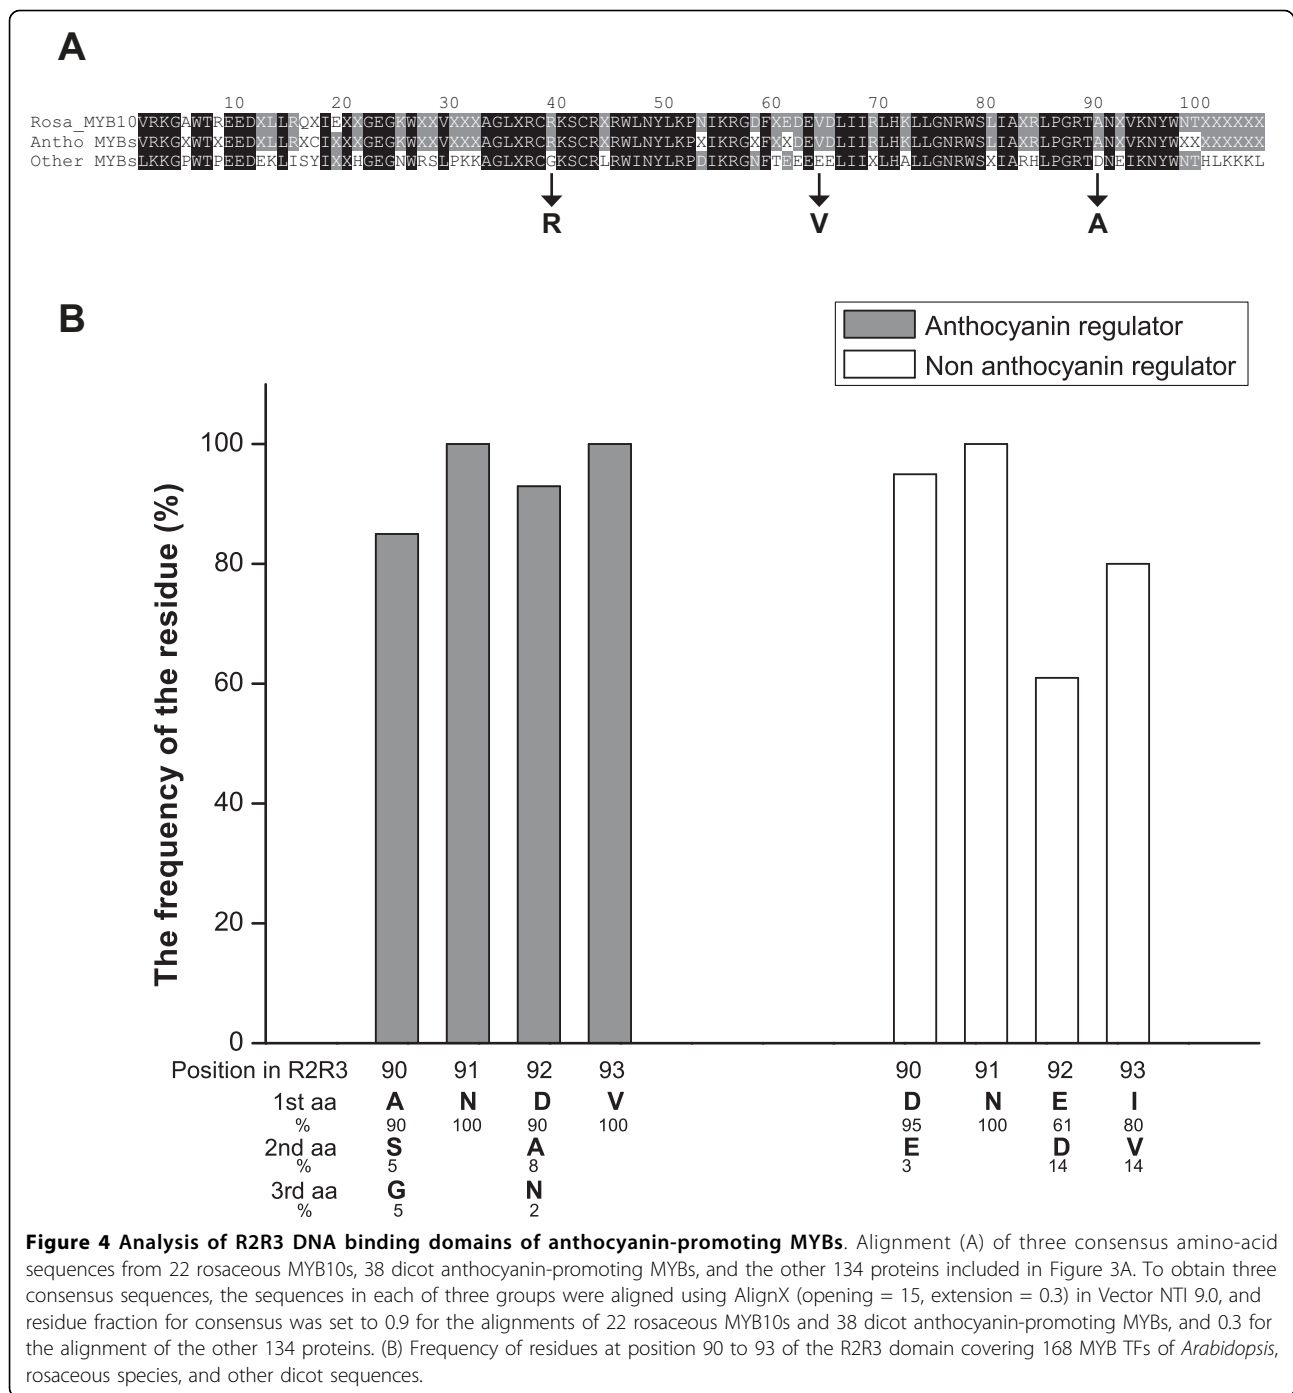 A
10 20 30 40 50 60 70 80 90 100
Rosa_MYB10VRKGAWTREEDXLLRQXIEXXGEGKWXXVXXXAGLXRCRKSCRXRWLNYLKPNIKRGDFXEDEVDLIIRLHKLLGNRWSLIAXRLPGRTANXVKNYWNTXXXXXX
Antho MYBsVRKGXWTXEEDXLLRXCIXXXGEGKWXXVXXXAGLXRCRKSCRXRWLNYLKPXIKRGXFXXDEVDLIIRLHKLLGNRWSLIAXRLPGRTANXVKNYWXXXXXXXX
Other MYBsLKKGPWTPEEDEKLISYIXXHGEGNWRSLPKKAGLXRCGKSCRLRWINYLRPDIKRGNFTEEEEELIIXLHALLGNRWSXIARHLPGRTDNEIKNYWNTHLKKKL
R V A
B
Anthocyanin regulator
Non anthocyanin regulator
The frequency of the residue (%)
100
80
60
40
20
0
Position in R2R3 90 91 92 93 90 91 92 93
1st aa A N D V D N E I
% 90 100 90 100 95 100 61 80
2nd aa S A E D V
% 5 8 3 14 14
3rd aa G N
% 5 2
Figure 4 Analysis of R2R3 DNA binding domains of anthocyanin-promoting MYBs. Alignment (A) of three consensus amino-acid
sequences from 22 rosaceous MYB10s, 38 dicot anthocyanin-promoting MYBs, and the other 134 proteins included in Figure 3A. To obtain three
consensus sequences, the sequences in each of three groups were aligned using AlignX (opening = 15, extension = 0.3) in Vector NTI 9.0, and
residue fraction for consensus was set to 0.9 for the alignments of 22 rosaceous MYB10s and 38 dicot anthocyanin-promoting MYBs, and 0.3 for
the alignment of the other 134 proteins. (B) Frequency of residues at position 90 to 93 of the R2R3 domain covering 168 MYB TFs of Arabidopsis,
rosaceous species, and other dicot sequences.